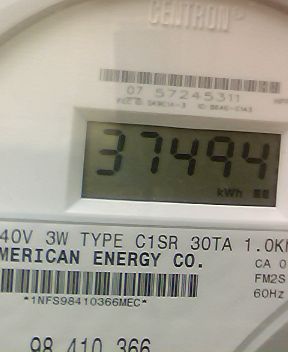 CENTRON®
07 57245311
37494
kWh
40V 3W TYPE C1SR 30TA 1.0K
MERICAN ENERGY CO. CA 0
FM2S
*1NFS98410366MEC* 60Hz
98 410 366